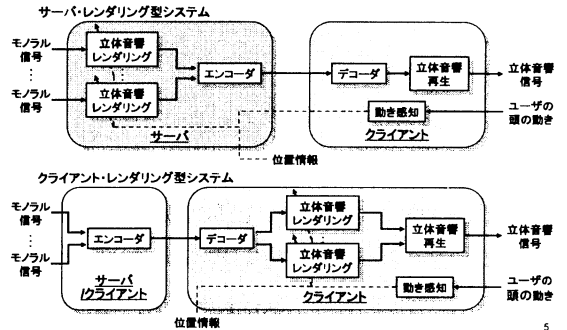 サーバ・レンダリング型システム
モノラル
信号
モノラル
信号
立体音響
レンダリング
立体音響
レンダリング
エンコーダ
サーバ
デコーダ
立体音響
再生
動き感知
クライアント
立体音響
信号
ユーザの
頭の動き
位置情報
クライアント・レンダリング型システム
モノラル
信号
モノラル
信号
エンコーダ
サーバ
/クライアント
デコーダ
立体音響
レンダリング
立体音響
レンダリング
立体音響
再生
動き感知
クライアント
立体音響
信号
ユーザの
頭の動き
位置情報
5